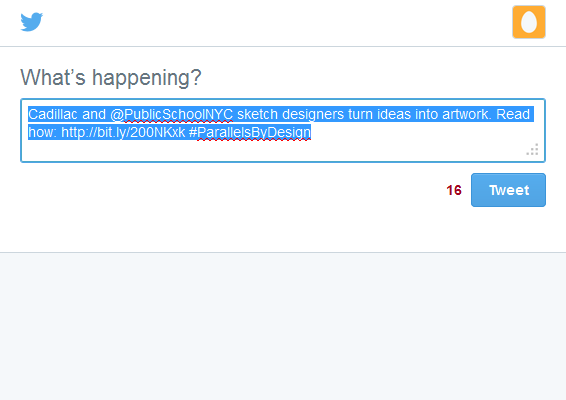 What's happening?
Cadillac and @PublicSchoolNYC sketch designers turn ideas into artwork. Read
how: http://bit.ly/200NKxk #ParallelsByDesign
16 Tweet